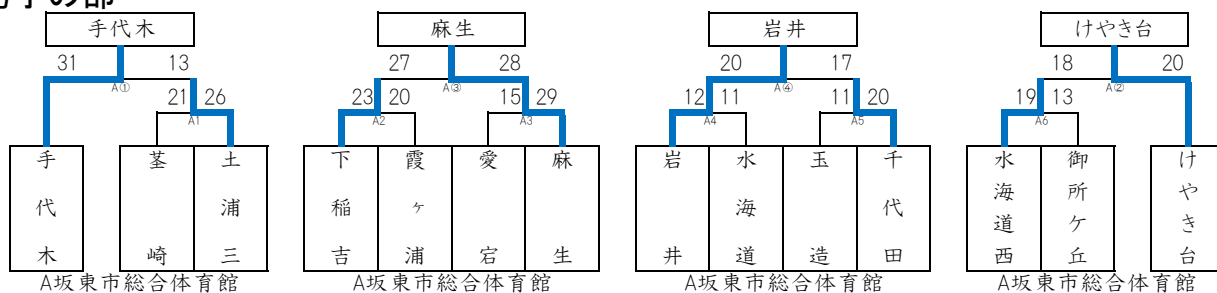 手代木 麻生 岩井 けやき台
31 13 27 28 20 17 18 20
A① A③ A④ A②
21 26 23 20 15 29 12 11 11 20 19 13
A1 A2 A3 A4 A5 A6
手代木 茎崎 土浦三 下稲吉 霞ヶ浦 愛宕 麻生 岩井 水海道 玉造 千代田 水海道西 御所ケ丘 けやき台
A坂東市総合体育館 A坂東市総合体育館 A坂東市総合体育館 A坂東市総合体育館